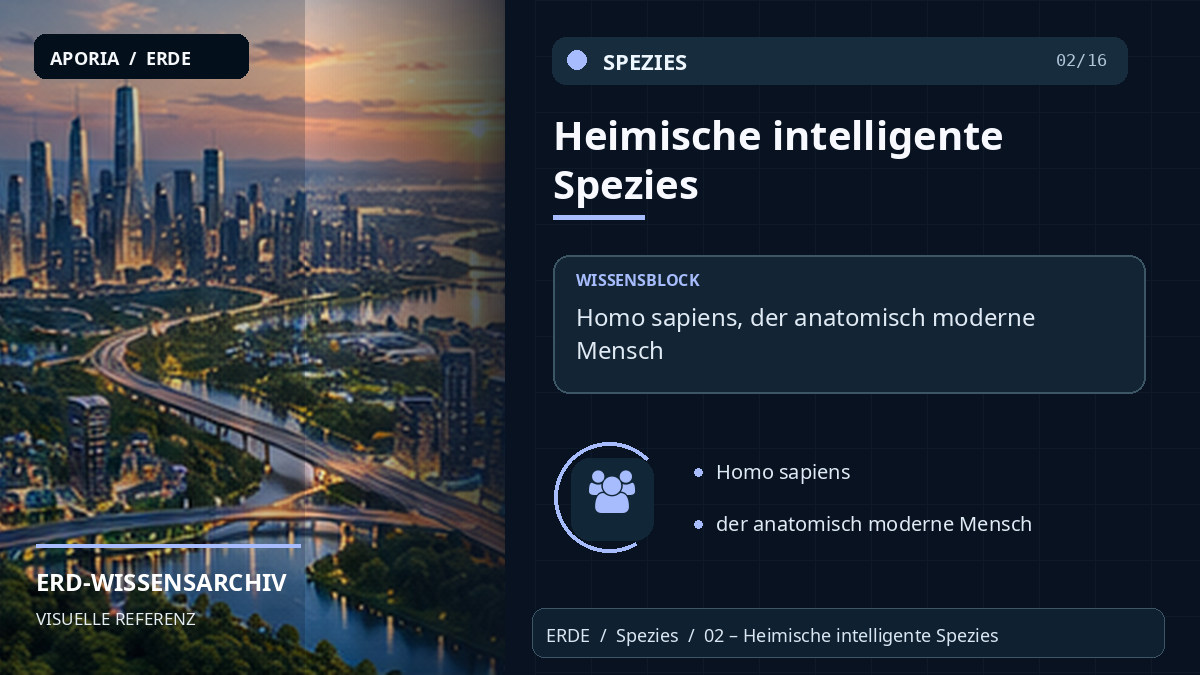 APORIA / ERDE
ERD-WISSENSARCHIV
VISUELLE REFERENZ
SPEZIES
02/16
Heimische intelligente
Spezies
WISSENSBLOCK
Homo sapiens, der anatomisch moderne
Mensch
Homo sapiens
der anatomisch moderne Mensch
ERDE / Spezies / 02 – Heimische intelligente Spezies